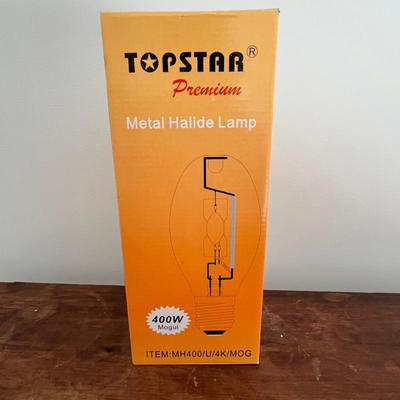 TOPSTAR®
Premium
Metal Halide Lamp
400W
Mogul
ITEM:MH400/U/4K/MOG